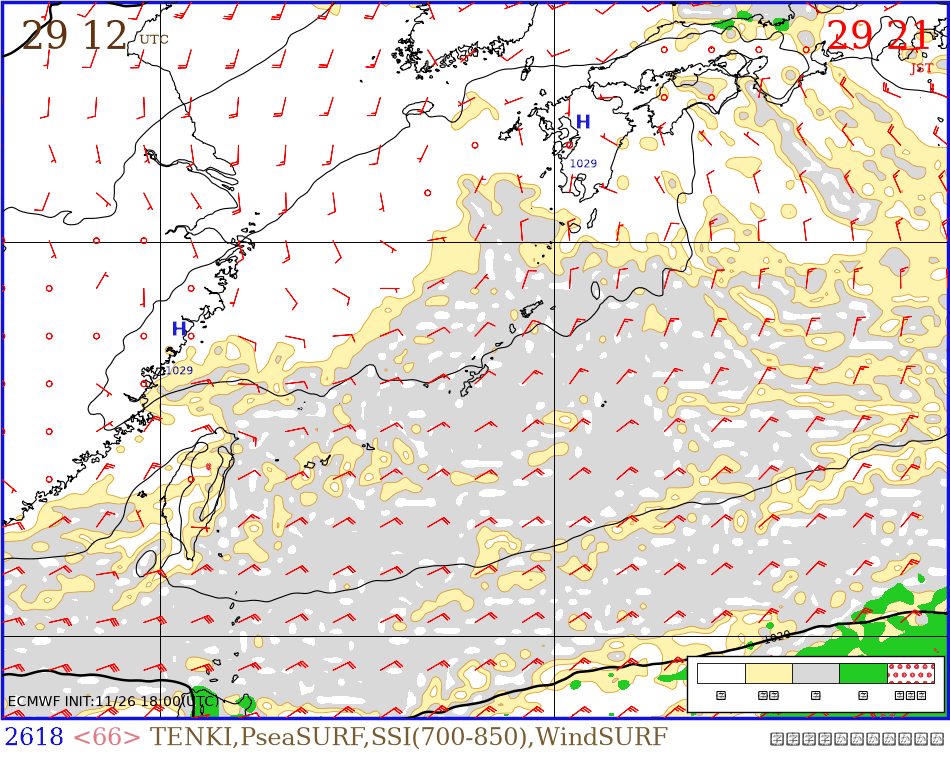 29 12 UTC
29 21
JST
H
1029
H
1029
1020
ECMWF INIT:11/26 18:00(UTC)
2618 <66> TENKI,PseaSURF,SSI(700-850),WindSURF